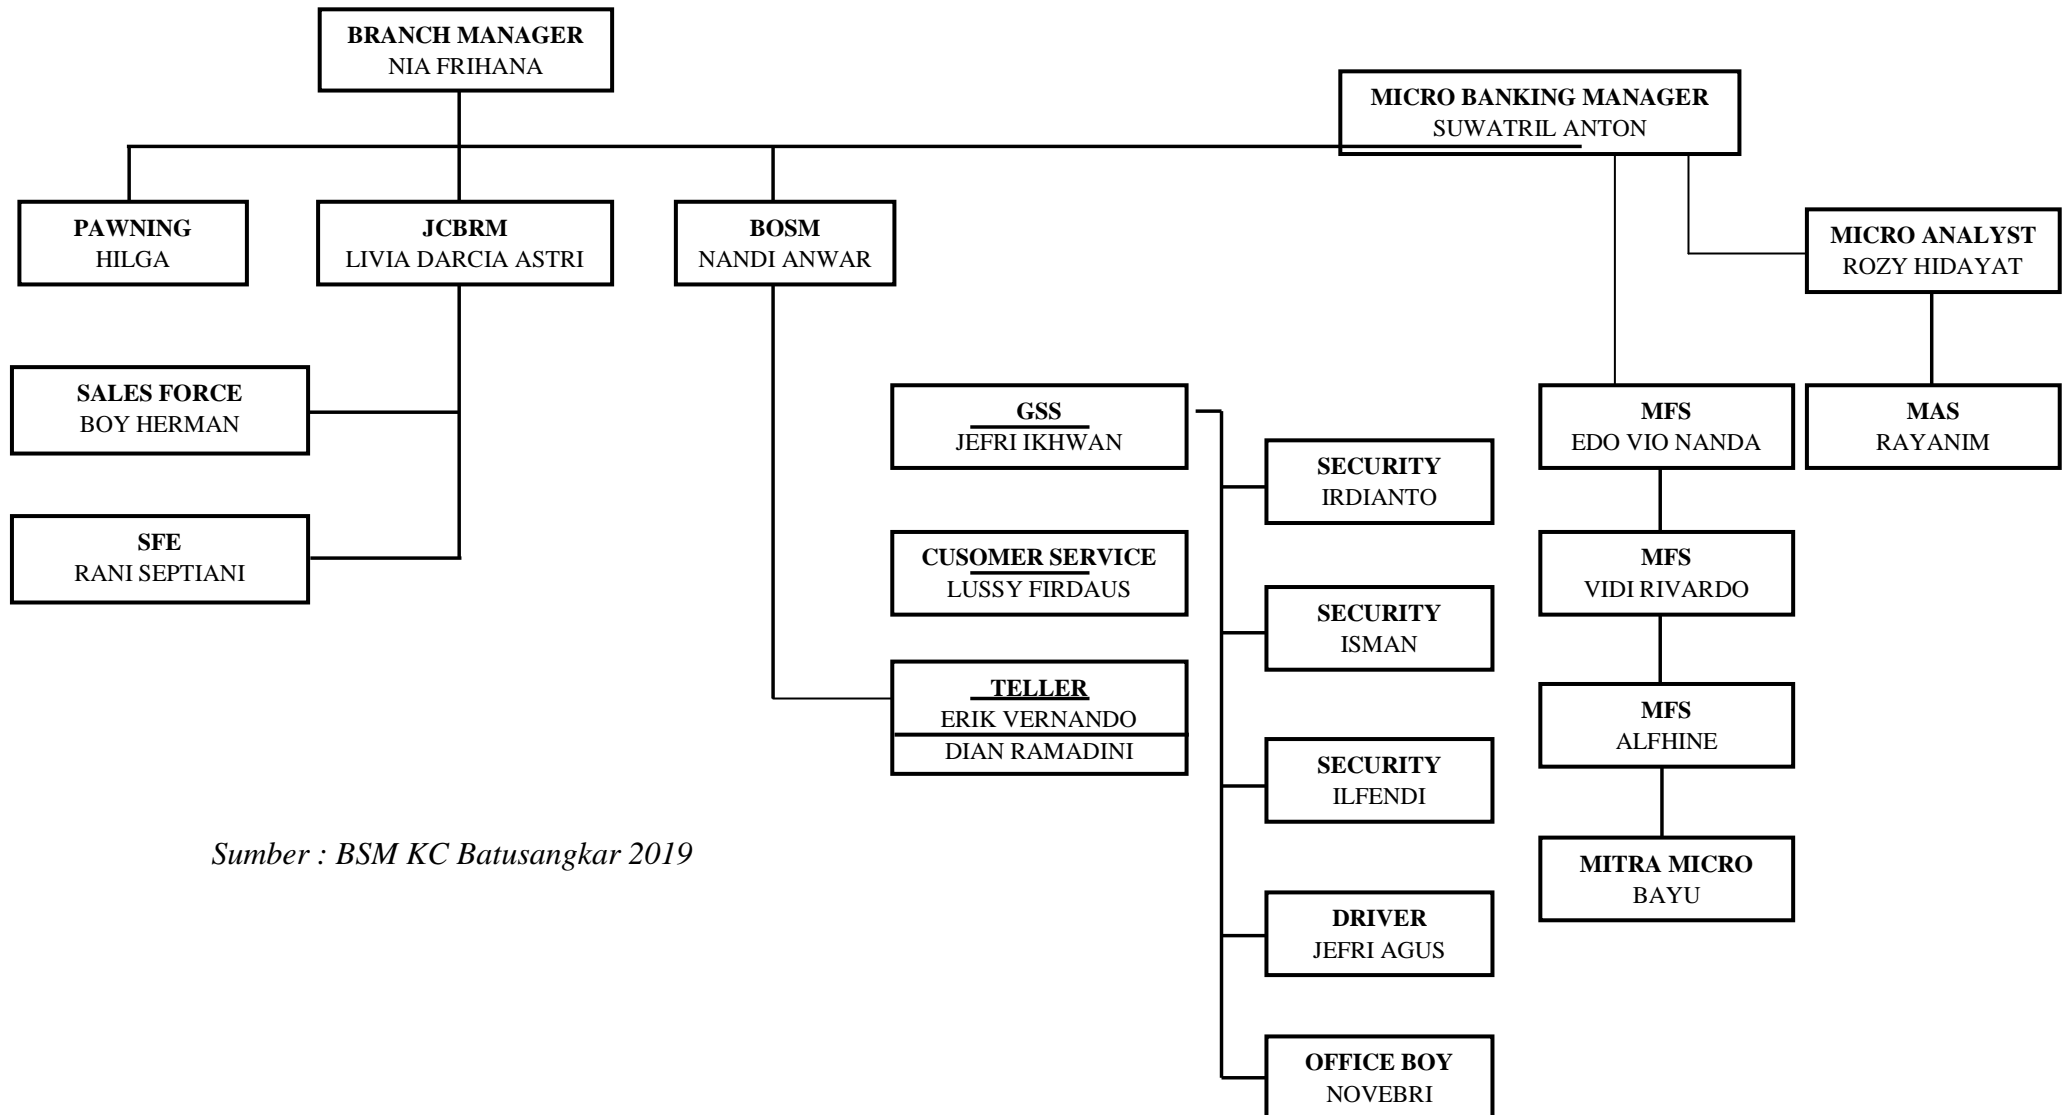 BRANCH MANAGER
NIA FRIHANA
MICRO BANKING MANAGER
SUWATRIL ANTON
PAWNING
HILGA
JCBRM
LIVIA DARCIA ASTRI
BOSM
NANDI ANWAR
MICRO ANALYST
ROZY HIDAYAT
SALES FORCE
BOY HERMAN
SFE
RANI SEPTIANI
GSS
JEFRI IKHWAN
CUSOMER SERVICE
LUSSY FIRDAUS
TELLER
ERIK VERNANDO
DIAN RAMADINI
SECURITY
IRDIANTO
SECURITY
ISMAN
SECURITY
ILFENDI
DRIVER
JEFRI AGUS
OFFICE BOY
NOVEBRI
MFS
EDO VIO NANDA
MFS
VIDI RIVARDO
MFS
ALFHINE
MITRA MICRO
BAYU
MAS
RAYANIM
Sumber : BSM KC Batusangkar 2019